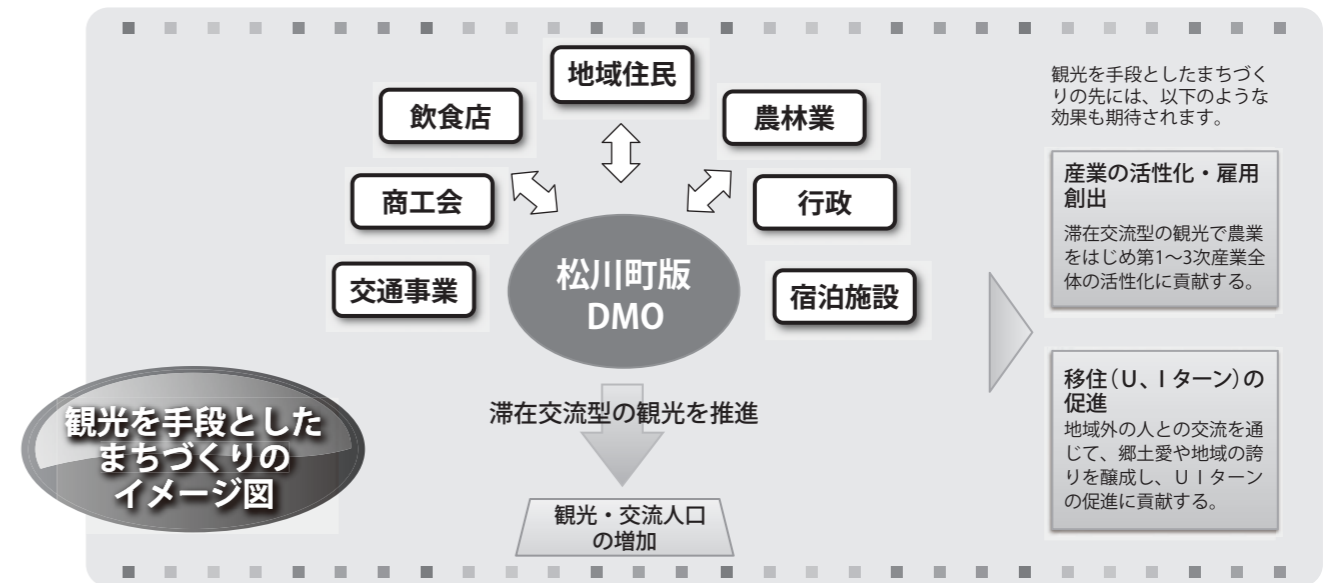 地域住民
飲食店
農林業
商工会
行政
交通事業
宿泊施設
松川町版
DMO
滞在交流型の観光を推進
観光・交流人口
の増加
観光を手段とした
まちづくりの
イメージ図
観光を手段としたまちづく
りの先には、以下のような
効果も期待されます。
産業の活性化・雇用
創出
滞在交流型の観光で農業
をはじめ第1〜3次産業全
体の活性化に貢献する。
移住（U、Iターン）の
促進
地域外の人との交流を通
じて、郷土愛や地域の誇
りを醸成し、UIターン
の促進に貢献する。